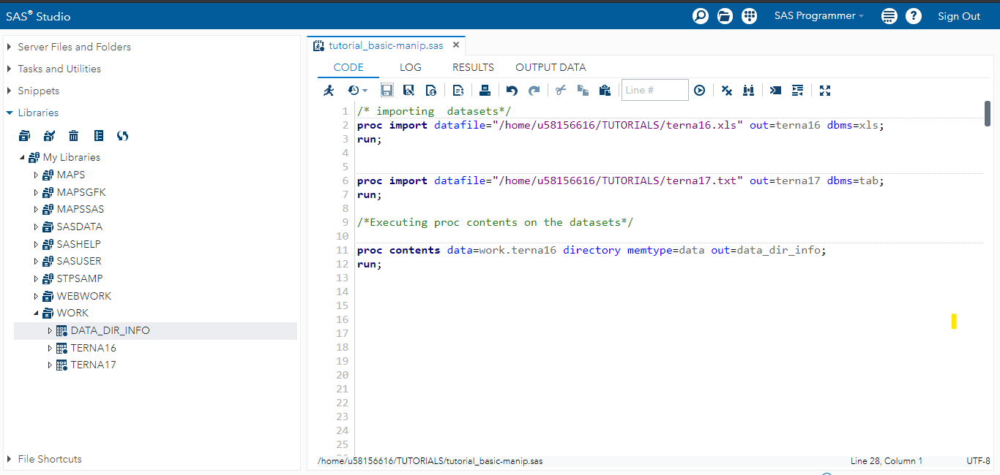 SAS® Studio
SAS Programmer
Sign Out
Server Files and Folders
Tasks and Utilities
Snippets
Libraries
My Libraries
MAPS
MAPSGFK
MAPSSAS
SASDATA
SASHELP
SASUSER
STPSAMP
WEBWORK
WORK
DATA_DIR_INFO
TERNA16
TERNA17
File Shortcuts
tutorial_basic-manip.sas
CODE LOG RESULTS OUTPUT DATA
Line #
1 /* importing  datasets*/
2 proc import datafile="/home/u58156616/TUTORIALS/terna16.xls" out=terna16 dbms=xls;
3 run;
4
5
6 proc import datafile="/home/u58156616/TUTORIALS/terna17.txt" out=terna17 dbms=tab;
7 run;
8
9 /*Executing proc contents on the datasets*/
10
11 proc contents data=work.terna16 directory memtype=data out=data_dir_info;
12 run;
13
14
15
16
17
18
19
20
21
22
23
24
25
/home/u58156616/TUTORIALS/tutorial_basic-manip.sas
Line 28, Column 1
UTF-8